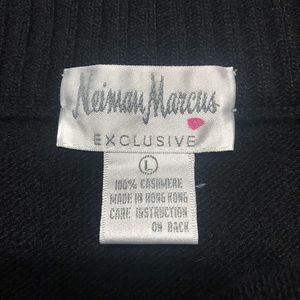 Neiman Marcus
EXCLUSIVE
L
100% CASHMERE
MADE IN HONG KONG
CARE INSTRUCTION
ON BACK